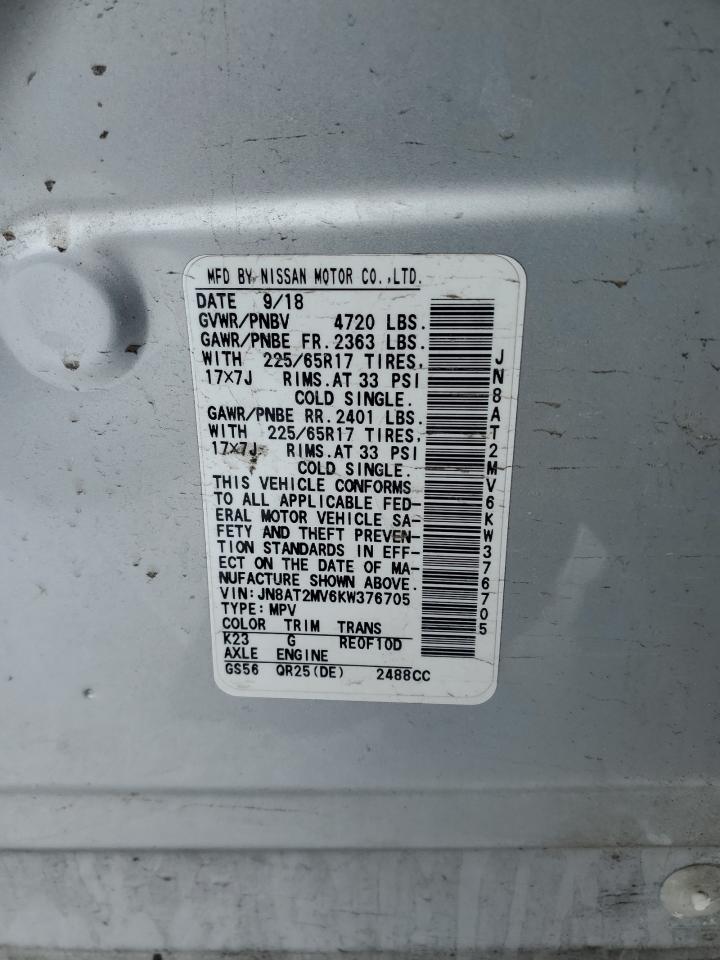 MFD BY NISSAN MOTOR CO.,LTD.
DATE 9/18
GVWR/PNBV 4720 LBS.
GAWR/PNBE FR. 2363 LBS.
WITH 225/65R17 TIRES,
17×7J RIMS.AT 33 PSI
COLD SINGLE.
GAWR/PNBE RR. 2401 LBS.
WITH 225/65R17 TIRES,
17×7J RIMS.AT 33 PSI
COLD SINGLE.
THIS VEHICLE CONFORMS
TO ALL APPLICABLE FED-
ERAL MOTOR VEHICLE SA-
FETY AND THEFT PREVEN-
TION STANDARDS IN EFF-
ECT ON THE DATE OF MA-
NUFACTURE SHOWN ABOVE.
VIN:JN8AT2MV6KW376705
TYPE:MPV
COLOR TRIM TRANS
K23 G RE0F10D
AXLE ENGINE
GS56 QR25(DE) 2488CC
JN8AT2MV6KW376705